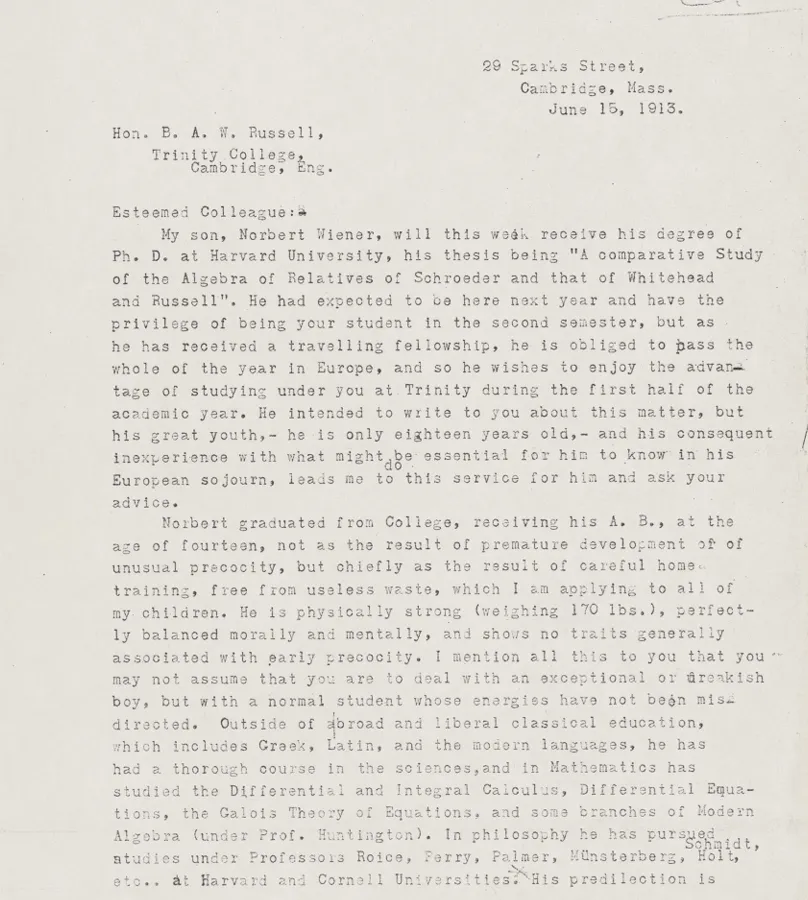 29 Sparks Street,
Cambridge, Mass.
June 15, 1913.
Hon. B. A. W. Russell,
Trinity College,
Cambridge, Eng.
Esteemed Colleague:
My son, Norbert Wiener, will this week receive his degree of
Ph. D. at Harvard University, his thesis being "A comparative Study
of the Algebra of Relatives of Schroeder and that of Whitehead
and Russell". He had expected to be here next year and have the
privilege of being your student in the second semester, but as
he has received a travelling fellowship, he is obliged to pass the
whole of the year in Europe, and so he wishes to enjoy the advan-
tage of studying under you at Trinity during the first half of the
academic year. He intended to write to you about this matter, but
his great youth,- he is only eighteen years old,- and his consequent
inexperience with what might be essential for him to know in his
European sojourn, leads me to do this service for him and ask your
advice.
Norbert graduated from College, receiving his A. B., at the
age of fourteen, not as the result of premature development of of
unusual precocity, but chiefly as the result of careful home
training, free from useless waste, which I am applying to all of
my children. He is physically strong (weighing 170 lbs.), perfect-
ly balanced morally and mentally, and shows no traits generally
associated with early precocity. I mention all this to you that you
may not assume that you are to deal with an exceptional or freakish
boy, but with a normal student whose energies have not been mis-
directed. Outside of a broad and liberal classical education,
which includes Greek, Latin, and the modern languages, he has
had a thorough course in the sciences,and in Mathematics has
studied the Differential and Integral Calculus, Differential Equa-
tions, the Galois Theory of Equations, and some branches of Modern
Algebra (under Prof. Huntington). In philosophy he has pursued
studies under Professors Roice, Perry, Palmer, Münsterberg, Schmidt, Holt,
etc., at Harvard and Cornell Universities. His predilection is